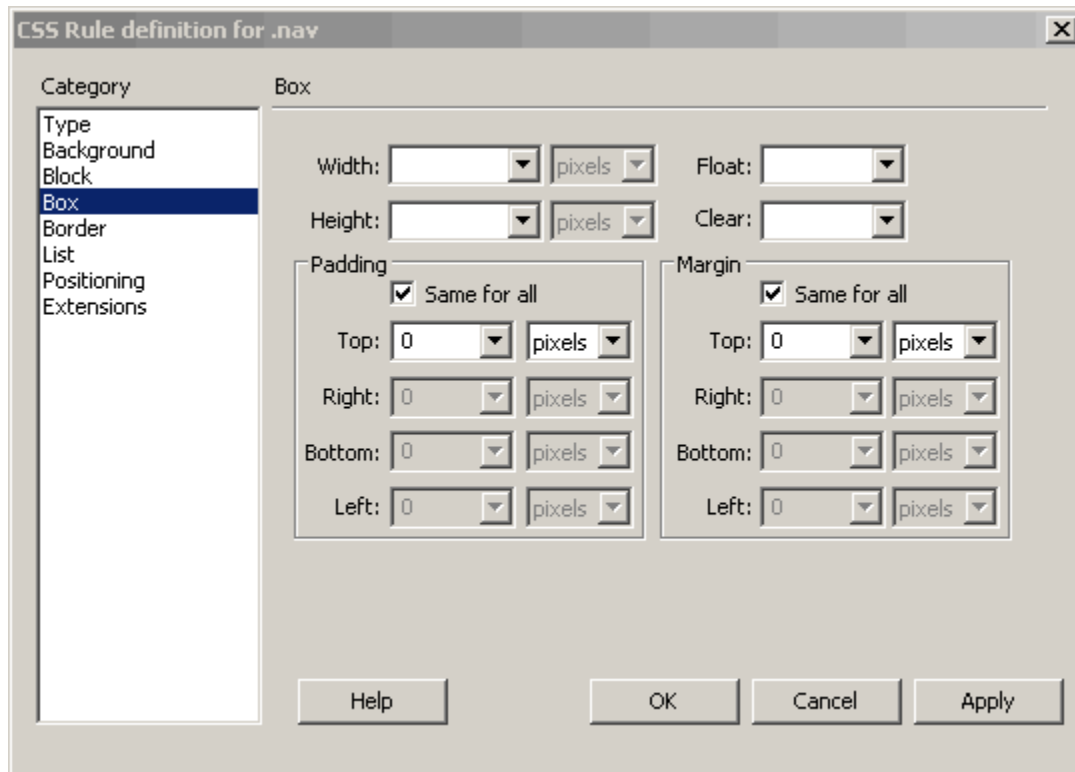 CSS Rule definition for .nav
Category
Type
Background
Block
Box
Border
List
Positioning
Extensions
Box
Width: pixels Float:
Height: pixels Clear:
Padding
Same for all
Top: 0 pixels
Right: 0 pixels
Bottom: 0 pixels
Left: 0 pixels
Margin
Same for all
Top: 0 pixels
Right: 0 pixels
Bottom: 0 pixels
Left: 0 pixels
Help OK Cancel Apply